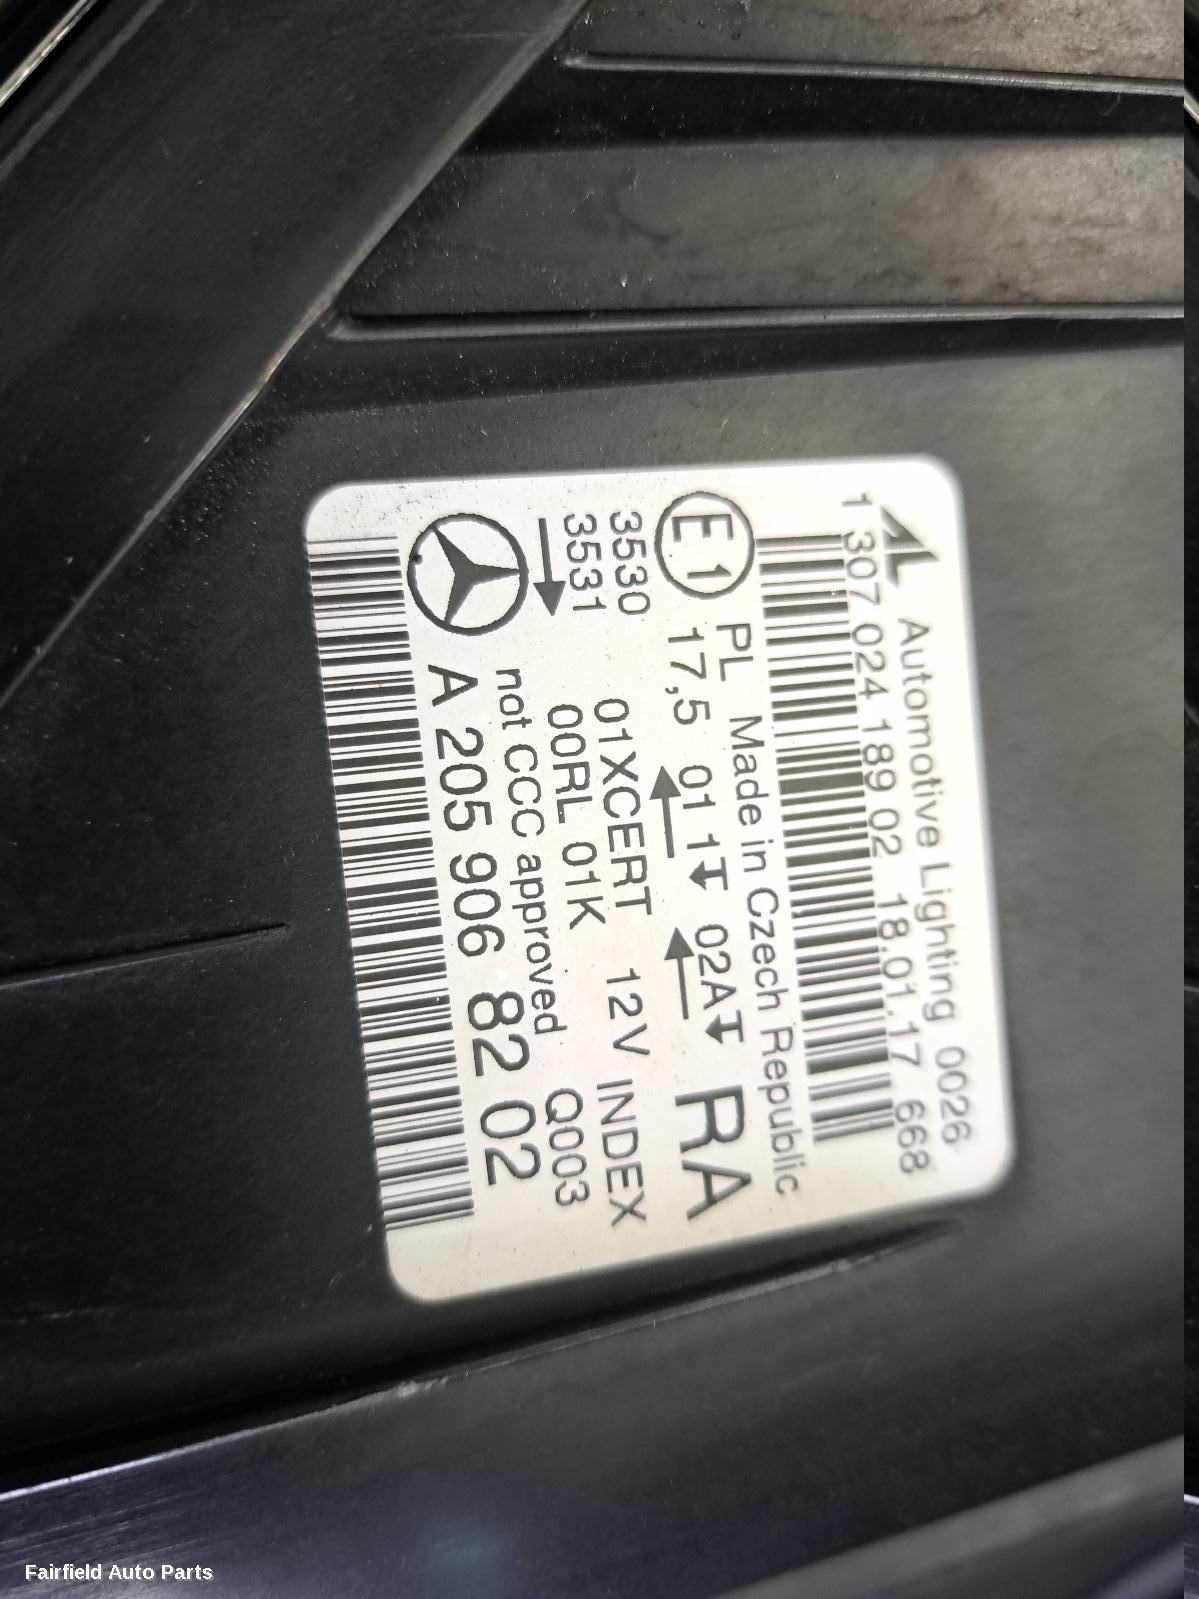 AL Automotive Lighting 0026
1 307 024 189 02 18.01.17 668
PL Made in Czech Republic
E1 17,5 01 1 02A RA
3530 01XCERT 12V INDEX
3531 00RL 01K Q003
not CCC approved
A 205 906 82 02
Fairfield Auto Parts